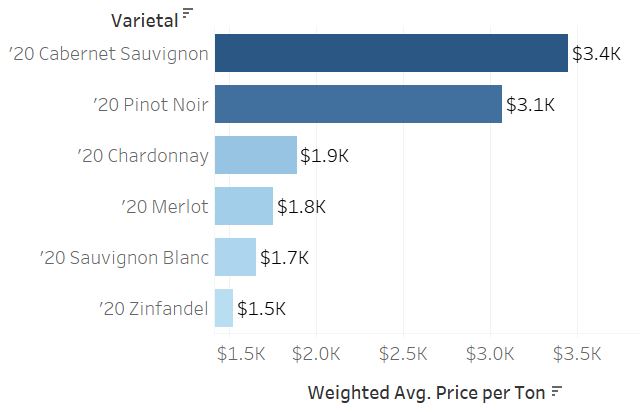 Varietal
'20 Cabernet Sauvignon $3.4K
'20 Pinot Noir $3.1K
'20 Chardonnay $1.9K
'20 Merlot $1.8K
'20 Sauvignon Blanc $1.7K
'20 Zinfandel $1.5K
$1.5K $2.0K $2.5K $3.0K $3.5K
Weighted Avg. Price per Ton